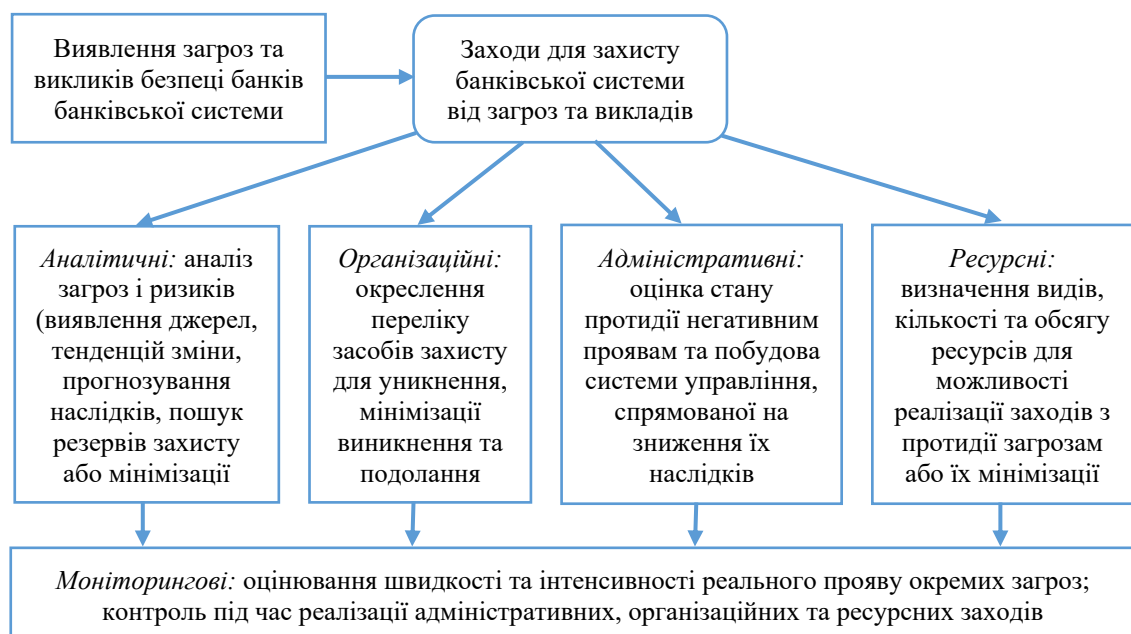 Виявлення загроз та
викликів безпеці банків
банківської системи
Заходи для захисту
банківської системи
від загроз та викладів
Аналітичні: аналіз
загроз і ризиків
(виявлення джерел,
тенденцій зміни,
прогнозування
наслідків, пошук
резервів захисту
або мінімізації
Організаційні:
окреслення
переліку
засобів захисту
для уникнення,
мінімізації
виникнення та
подолання
Адміністративні:
оцінка стану
протидії негативним
проявам та побудова
системи управління,
спрямованої на
зниження їх
наслідків
Ресурсні:
визначення видів,
кількості та обсягу
ресурсів для
можливості
реалізації заходів з
протидії загрозам
або їх мінімізації
Моніторингові: оцінювання швидкості та інтенсивності реального прояву окремих загроз;
контроль під час реалізації адміністративних, організаційних та ресурсних заходів